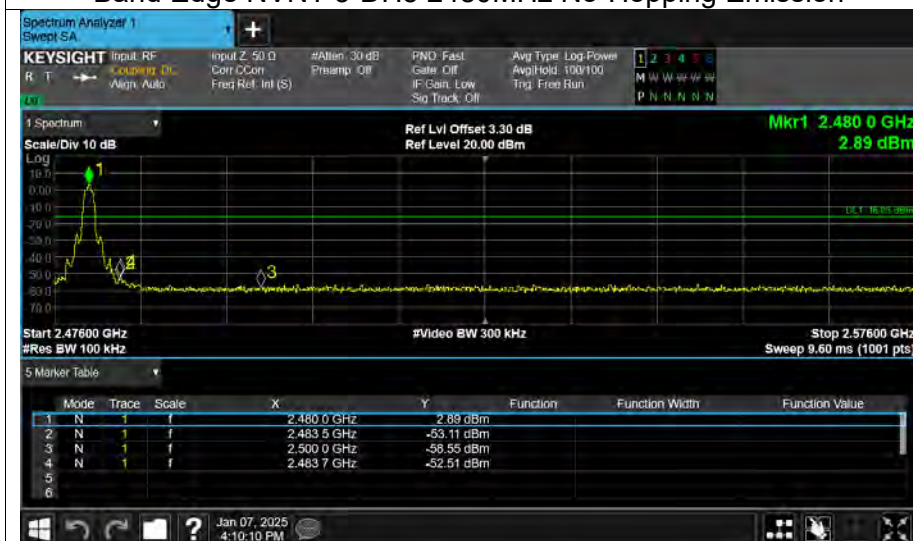 Band Edge NVNT 3-DH5 2480MHz No-Hopping Emission
Spectrum Analyzer 1
Swept SA
+
KEYSIGHT Input: RF Input Z: 50 Ω #Atten: 30 dB PNO: Fast Avg Type: Log-Power 1 2 3 4 5 6
R T Coupling: DC Corr CCorr Preamp: Off Gate: Off Avg|Hold: 100/100 M W W W W W
Align: Auto Freq Ref: Int (S) IF Gain: Low Trig: Free Run
Sig Track: Off P N N N N N
1 Spectrum Ref Lvl Offset 3.30 dB Mkr1 2.480 0 GHz
Scale/Div 10 dB Ref Level 20.00 dBm 2.89 dBm
Log
10.0 1
0.00
-10.0
-20.0
-30.0
-40.0
-50.0 3
-60.0
-70.0
Start 2.47600 GHz #Video BW 300 kHz Stop 2.57600 GHz
#Res BW 100 kHz Sweep 9.60 ms (1001 pts)
5 Marker Table
Mode Trace Scale X Y Function Function Width Function Value
1 N 1 f 2.480 0 GHz 2.89 dBm
2 N 1 f 2.483 5 GHz -53.11 dBm
3 N 1 f 2.500 0 GHz -58.55 dBm
4 N 1 f 2.483 7 GHz -52.51 dBm
5
6
? Jan 07, 2025
4:10:10 PM